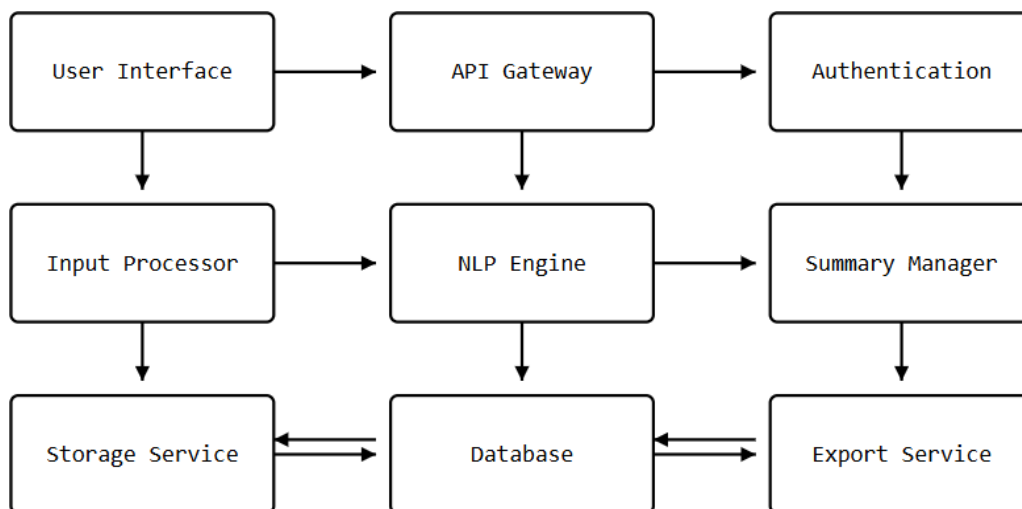 User Interface
API Gateway
Authentication
Input Processor
NLP Engine
Summary Manager
Storage Service
Database
Export Service